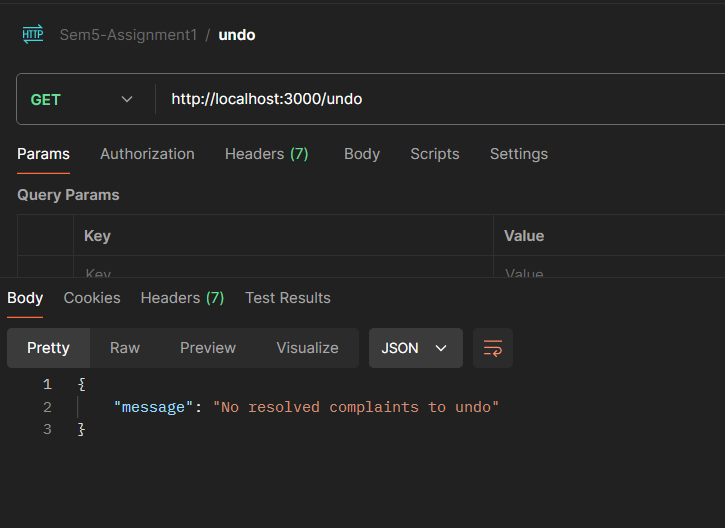 HTTP Sem5-Assignment1 / undo
GET http://localhost:3000/undo
Params Authorization Headers (7) Body Scripts Settings
Query Params
Key Value
Key Value
Body Cookies Headers (7) Test Results
Pretty Raw Preview Visualize JSON
1 {
2 "message": "No resolved complaints to undo"
3 }